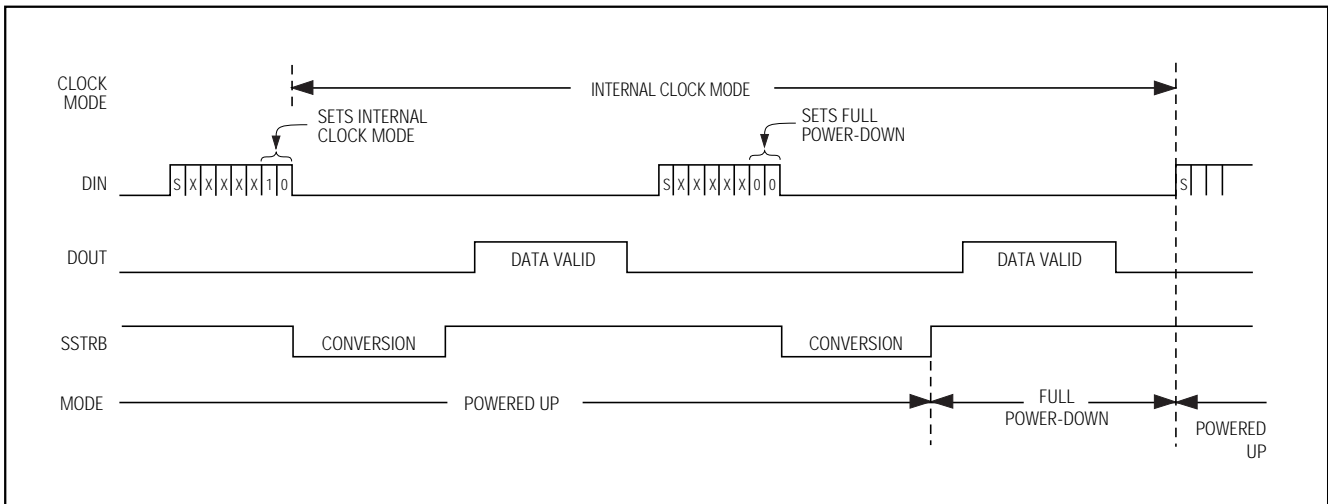 CLOCK
MODE
INTERNAL CLOCK MODE
SETS INTERNAL
CLOCK MODE
SETS FULL
POWER-DOWN
DIN
S X X X X X 1 0
S X X X X X 0 0
S
DOUT
DATA VALID
DATA VALID
SSTRB
CONVERSION
CONVERSION
MODE
POWERED UP
FULL
POWER-DOWN
POWERED
UP